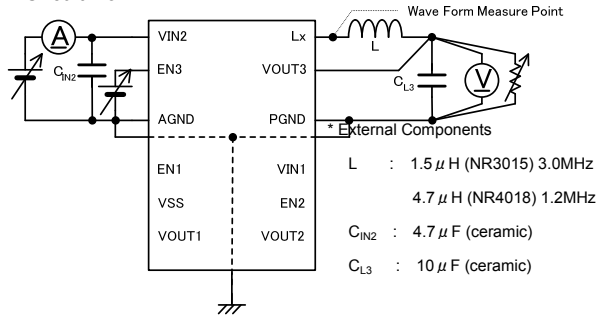 Wave Form Measure Point
A
VIN2
Lx
L
CIN2
EN3
VOUT3
CL3
V
AGND
PGND
* External Components
EN1
VIN1
L : 1.5 μ H (NR3015) 3.0MHz
4.7 μ H (NR4018) 1.2MHz
VSS
EN2
VOUT1
VOUT2
CIN2 : 4.7 μ F (ceramic)
CL3 : 10 μ F (ceramic)